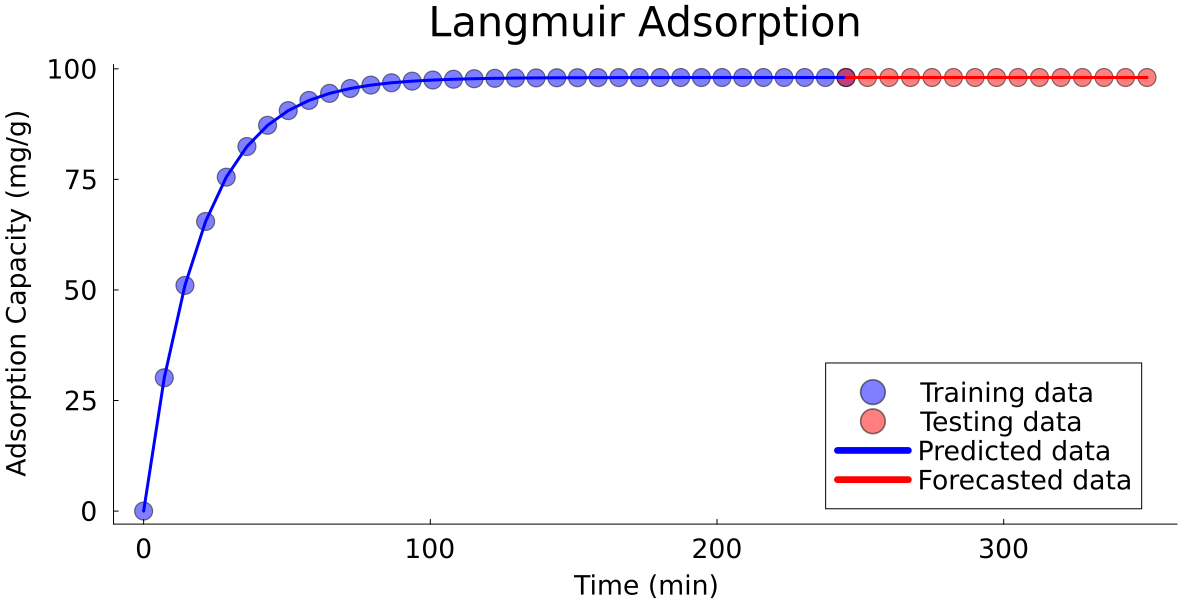 Langmuir Adsorption
Adsorption Capacity (mg/g)
100
75
50
25
0
0
100
200
300
Time (min)
Training data
Testing data
Predicted data
Forecasted data